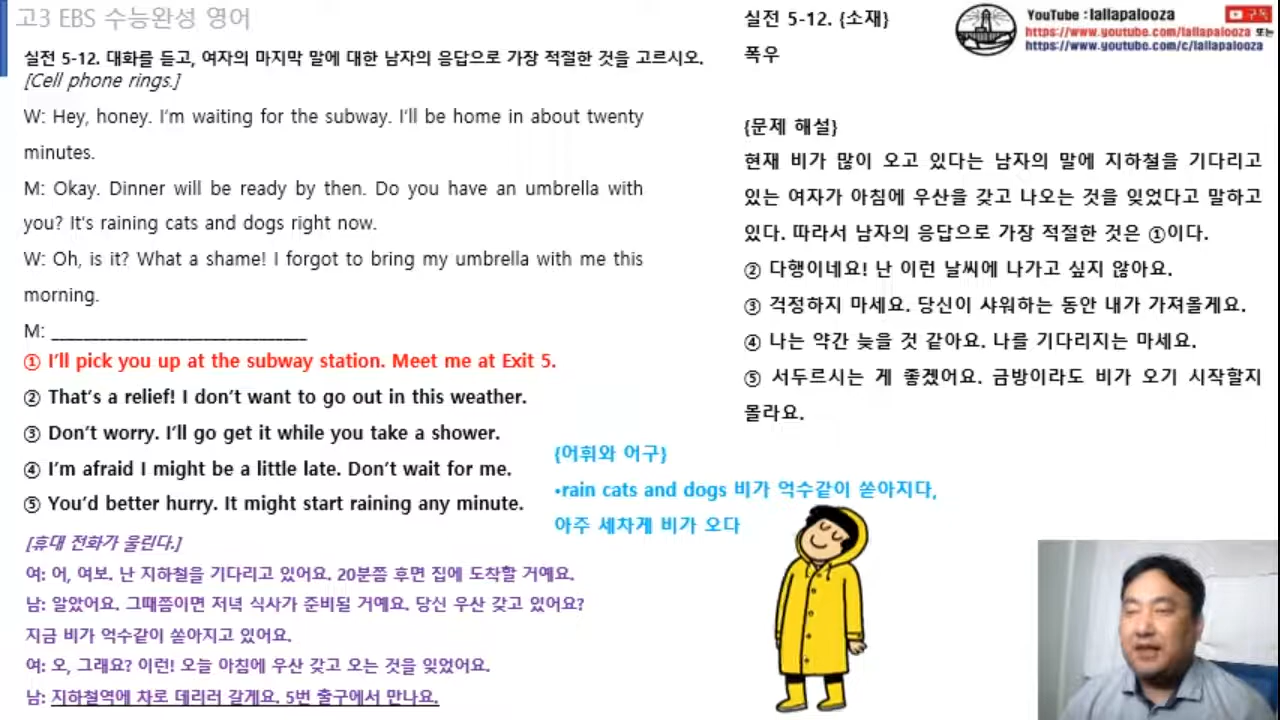 고3 EBS 수능완성 영어
실전 5-12. 대화를 듣고, 여자의 마지막 말에 대한 남자의 응답으로 가장 적절한 것을 고르시오.
[Cell phone rings.]
W: Hey, honey. I'm waiting for the subway. I'll be home in about twenty
minutes.
M: Okay. Dinner will be ready by then. Do you have an umbrella with
you? It's raining cats and dogs right now.
W: Oh, is it? What a shame! I forgot to bring my umbrella with me this
morning.
M: ______________________________
① I'll pick you up at the subway station. Meet me at Exit 5.
② That's a relief! I don't want to go out in this weather.
③ Don't worry. I'll go get it while you take a shower.
④ I'm afraid I might be a little late. Don't wait for me.
⑤ You'd better hurry. It might start raining any minute.
[휴대 전화가 울린다.]
여: 어, 여보. 난 지하철을 기다리고 있어요. 20분쯤 후면 집에 도착할 거예요.
남: 알았어요. 그때쯤이면 저녁 식사가 준비될 거예요. 당신 우산 갖고 있어요?
지금 비가 억수같이 쏟아지고 있어요.
여: 오, 그래요? 이런! 오늘 아침에 우산 갖고 오는 것을 잊었어요.
남: 지하철역에 차로 데리러 갈게요. 5번 출구에서 만나요.
{어휘와 어구}
•rain cats and dogs 비가 억수같이 쏟아지다,
아주 세차게 비가 오다
실전 5-12. {소재}
폭우
{문제 해설}
현재 비가 많이 오고 있다는 남자의 말에 지하철을 기다리고
있는 여자가 아침에 우산을 갖고 나오는 것을 잊었다고 말하고
있다. 따라서 남자의 응답으로 가장 적절한 것은 ①이다.
② 다행이네요! 난 이런 날씨에 나가고 싶지 않아요.
③ 걱정하지 마세요. 당신이 샤워하는 동안 내가 가져올게요.
④ 나는 약간 늦을 것 같아요. 나를 기다리지는 마세요.
⑤ 서두르시는 게 좋겠어요. 금방이라도 비가 오기 시작할지
몰라요.
YouTube : lallapalooza 구독
https://www.youtube.com/lallapalooza 또는
https://www.youtube.com/c/lallapalooza